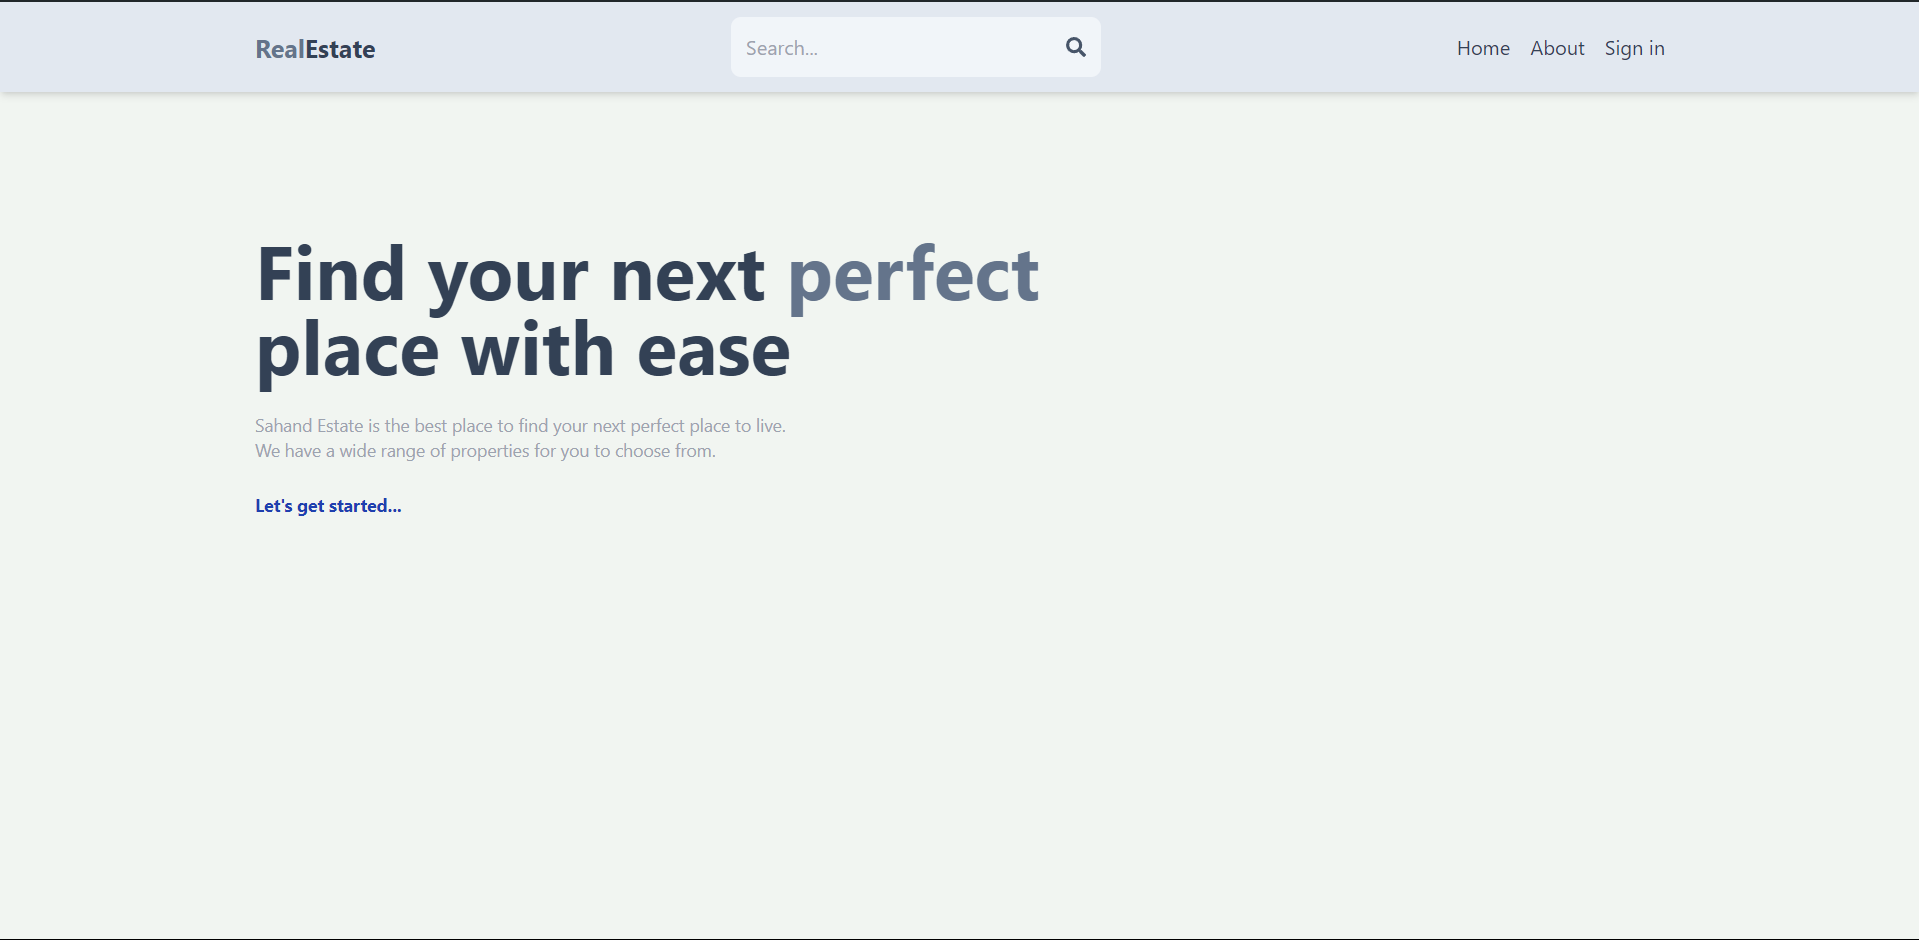 RealEstate
Search...
Home About Sign in
Find your next perfect
place with ease
Sahand Estate is the best place to find your next perfect place to live.
We have a wide range of properties for you to choose from.
Let's get started...